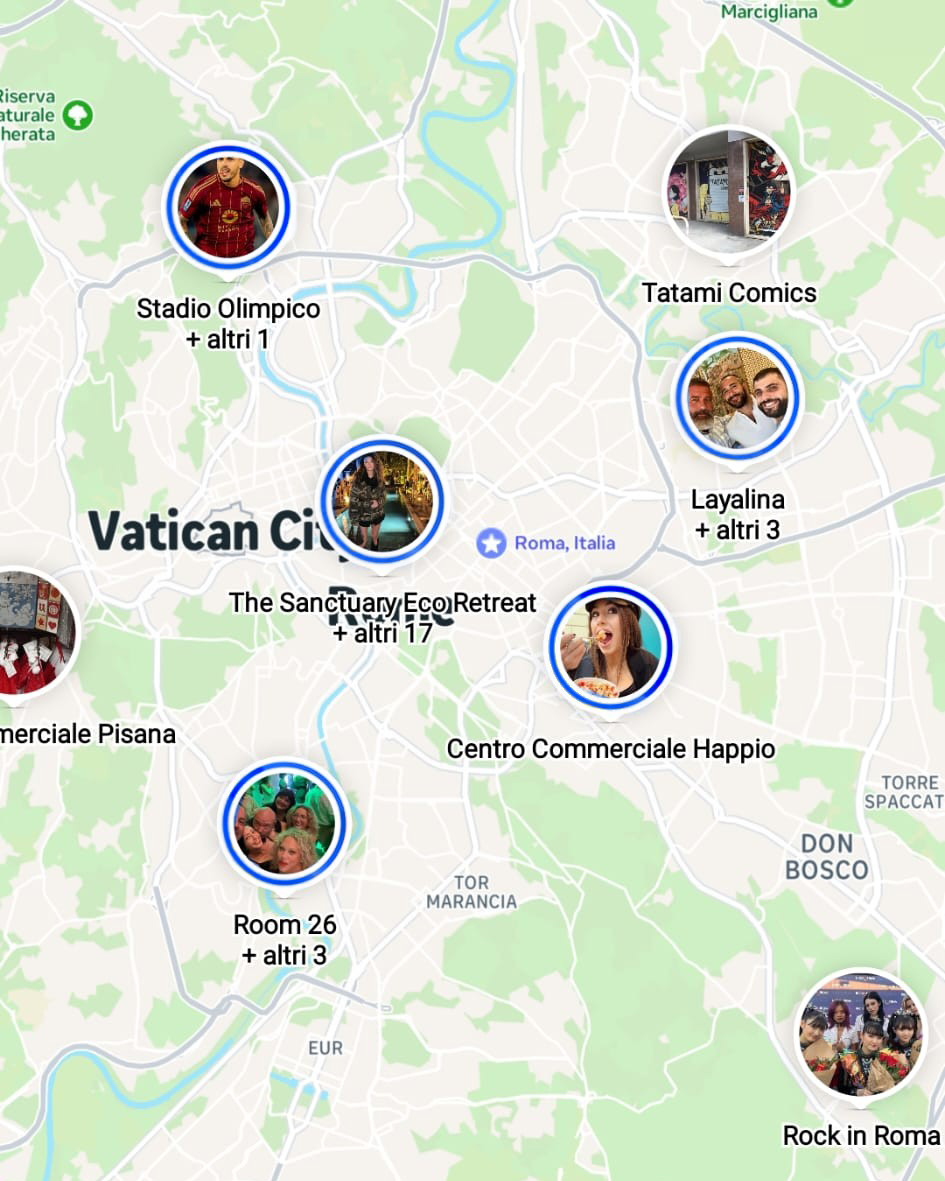 Marcigliana
Riserva
aturale
herata
Stadio Olimpico
+ altri 1
TATAMI
Tatami Comics
Layalina
+ altri 3
Vatican City
Roma, Italia
The Sanctuary Eco Retreat
+ altri 17
Rome
merciale Pisana
Centro Commerciale Happio
TORRE
SPACCAT
DON
BOSCO
TOR
MARANCIA
Room 26
+ altri 3
EUR
Rock in Roma